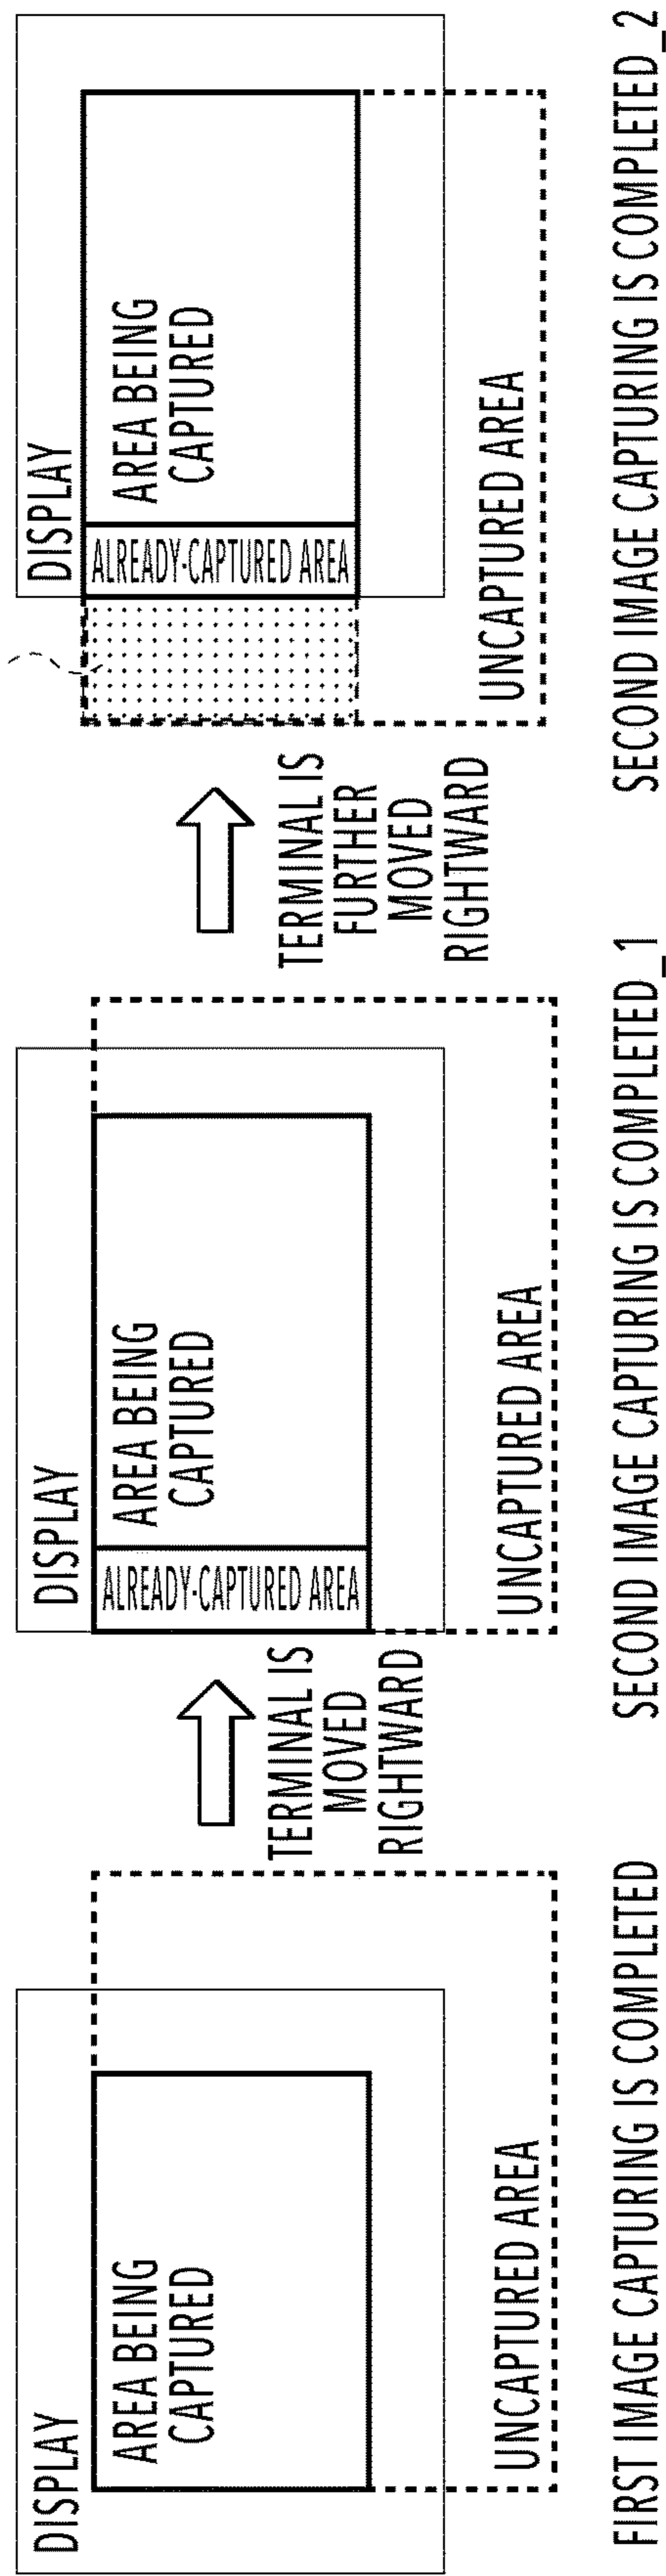 DISPLAY
AREA BEING
CAPTURED
UNCAPTURED AREA
FIRST IMAGE CAPTURING IS COMPLETED
TERMINAL IS
MOVED
RIGHTWARD
DISPLAY
ALREADY-CAPTURED AREA
AREA BEING
CAPTURED
UNCAPTURED AREA
SECOND IMAGE CAPTURING IS COMPLETED_1
TERMINAL IS
FURTHER
MOVED
RIGHTWARD
DISPLAY
ALREADY-CAPTURED AREA
AREA BEING
CAPTURED
UNCAPTURED AREA
SECOND IMAGE CAPTURING IS COMPLETED_2